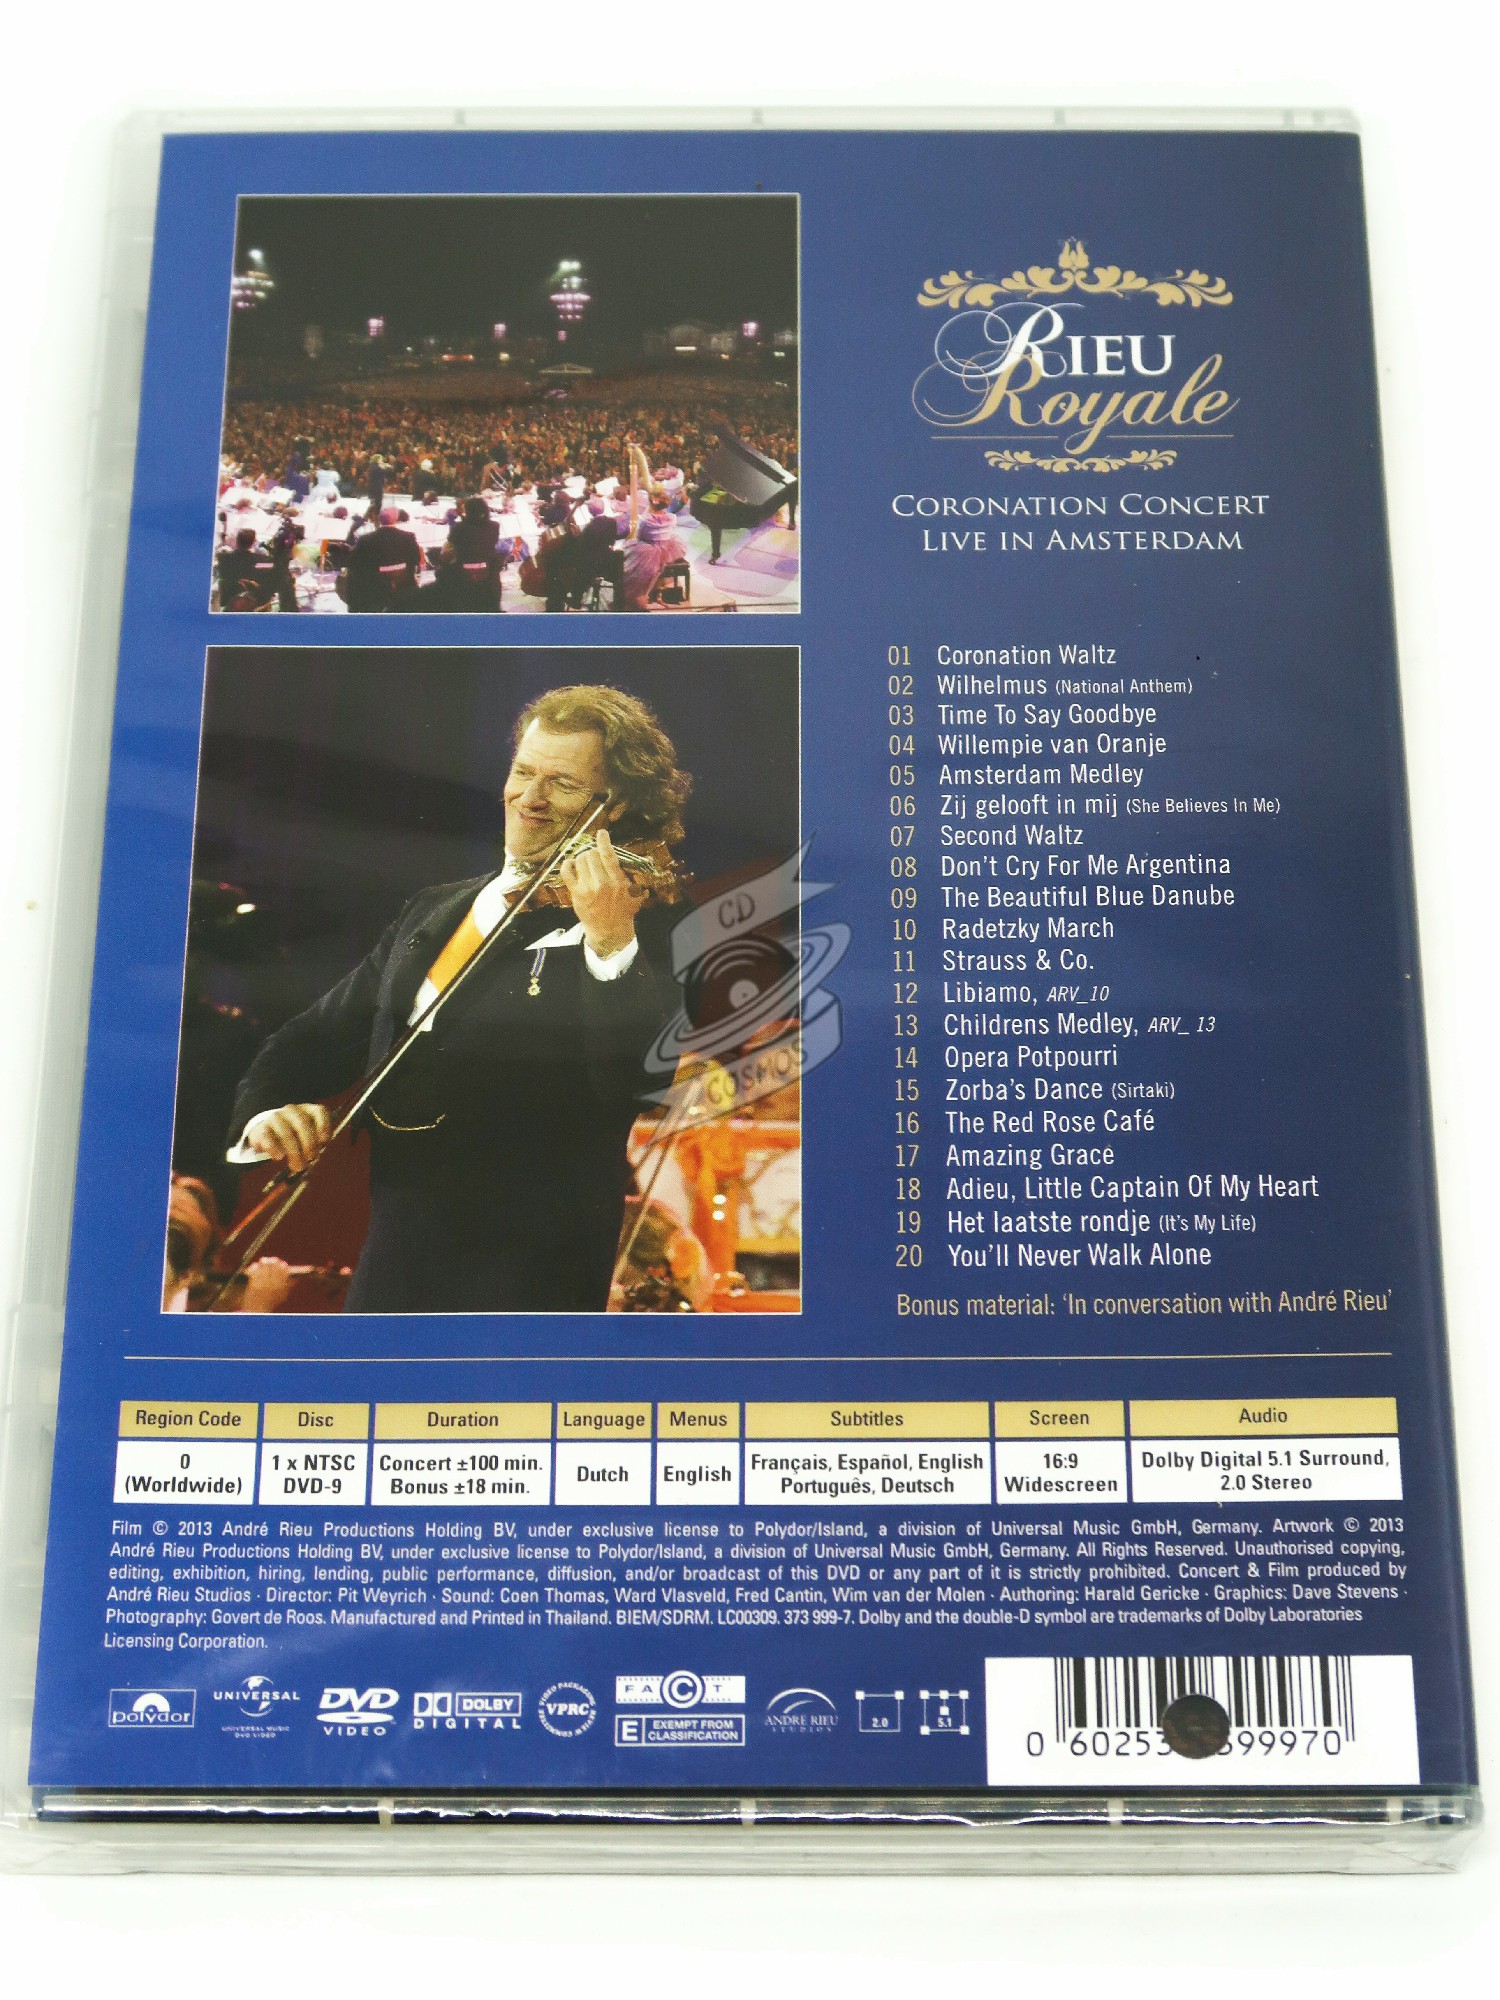 RIEU
Royale
CORONATION CONCERT
LIVE IN AMSTERDAM
01 Coronation Waltz
02 Wilhelmus (National Anthem)
03 Time To Say Goodbye
04 Willempie van Oranje
05 Amsterdam Medley
06 Zij gelooft in mij (She Believes In Me)
07 Second Waltz
08 Don't Cry For Me Argentina
09 The Beautiful Blue Danube
10 Radetzky March
11 Strauss & Co.
12 Libiamo, ARV_10
13 Childrens Medley, ARV_ 13
14 Opera Potpourri
15 Zorba's Dance (Sirtaki)
16 The Red Rose Café
17 Amazing Grace
18 Adieu, Little Captain Of My Heart
19 Het laatste rondje (It's My Life)
20 You'll Never Walk Alone
Bonus material: 'In conversation with André Rieu'
CD
COSMOS
Region Code Disc Duration Language Menus Subtitles Screen Audio
0 1 x NTSC Concert ±100 min. Dutch English Français, Español, English 16:9 Dolby Digital 5.1 Surround,
(Worldwide) DVD-9 Bonus ±18 min. Português, Deutsch Widescreen 2.0 Stereo
Film © 2013 André Rieu Productions Holding BV, under exclusive license to Polydor/Island, a division of Universal Music GmbH, Germany. Artwork © 2013
André Rieu Productions Holding BV, under exclusive license to Polydor/Island, a division of Universal Music GmbH, Germany. All Rights Reserved. Unauthorised copying,
editing, exhibition, hiring, lending, public performance, diffusion, and/or broadcast of this DVD or any part of it is strictly prohibited. Concert & Film produced by
André Rieu Studios · Director: Pit Weyrich · Sound: Coen Thomas, Ward Vlasveld, Fred Cantin, Wim van der Molen · Authoring: Harald Gericke · Graphics: Dave Stevens ·
Photography: Govert de Roos. Manufactured and Printed in Thailand. BIEM/SDRM. LC00309. 373 999-7. Dolby and the double-D symbol are trademarks of Dolby Laboratories
Licensing Corporation.
polydor
UNIVERSAL
UNIVERSAL MUSIC
DVD VIDEO
DVD
VIDEO
DOLBY
DIGITAL
VIDEO PACKAGING
VPRC
REVIEW COMMITTEE
FACT
E EXEMPT FROM
CLASSIFICATION
ANDRÉ RIEU
STUDIOS
2.0
5.1
0 60253 99970